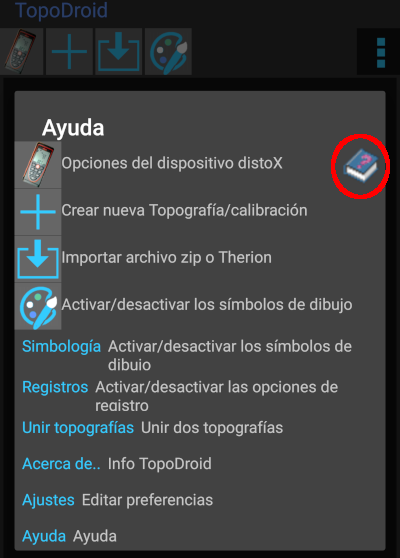 TopoDroid
Ayuda
Opciones del dispositivo distoX
?
Crear nueva Topografía/calibración
Importar archivo zip o Therion
Activar/desactivar los símbolos de dibujo
Simbología Activar/desactivar los símbolos de
dibujo
Registros Activar/desactivar las opciones de
registro
Unir topografías Unir dos topografías
Acerca de.. Info TopoDroid
Ajustes Editar preferencias
Ayuda Ayuda